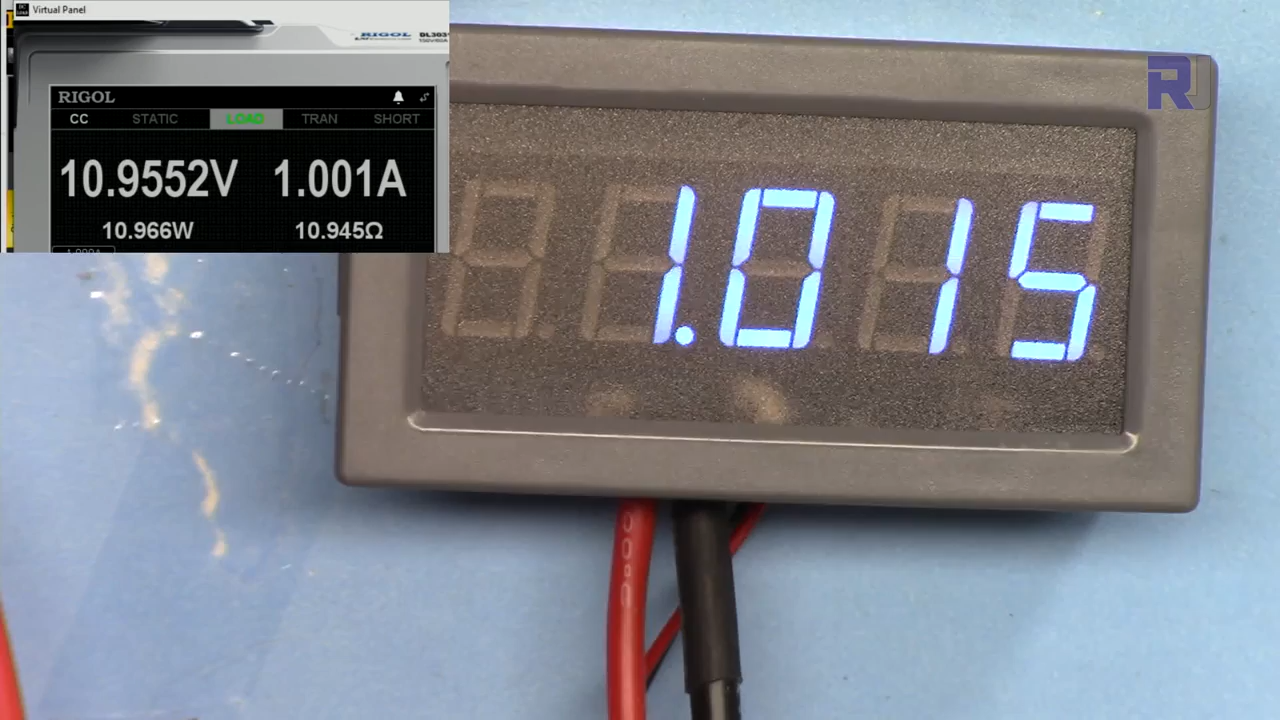 Virtual Panel
RIGOL
RIGOL
CC STATIC LOAD TRAN SHORT
10.9552V 1.001A
10.966W 10.945Ω
1.015
RJ